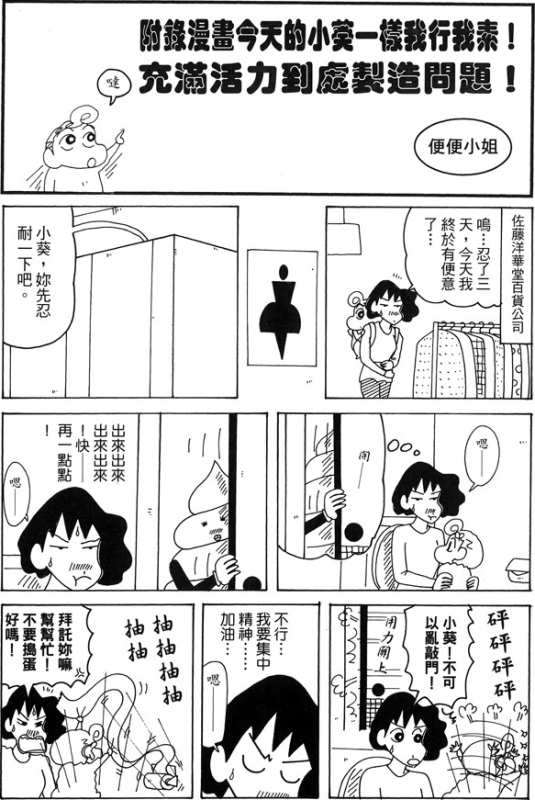 附錄漫畫今天的小葵一樣我行我素！
充滿活力到處製造問題！
噠
便便小姐
佐藤洋華堂百貨公司
嗚…忍了三
天，今天我
終於有便意
了…
小葵，妳先忍
耐一下吧。
嗯——
開——
出來出來
出來出來
！快——
再一點點
！
嗯——
砰砰砰砰
小葵！不可
以亂敲門！
用力關上
不行…
我要集中
精神……
加油…
嗯——
抽抽抽抽
抽抽
拜託妳嘛
幫幫忙！
不要搗蛋
好嗎！